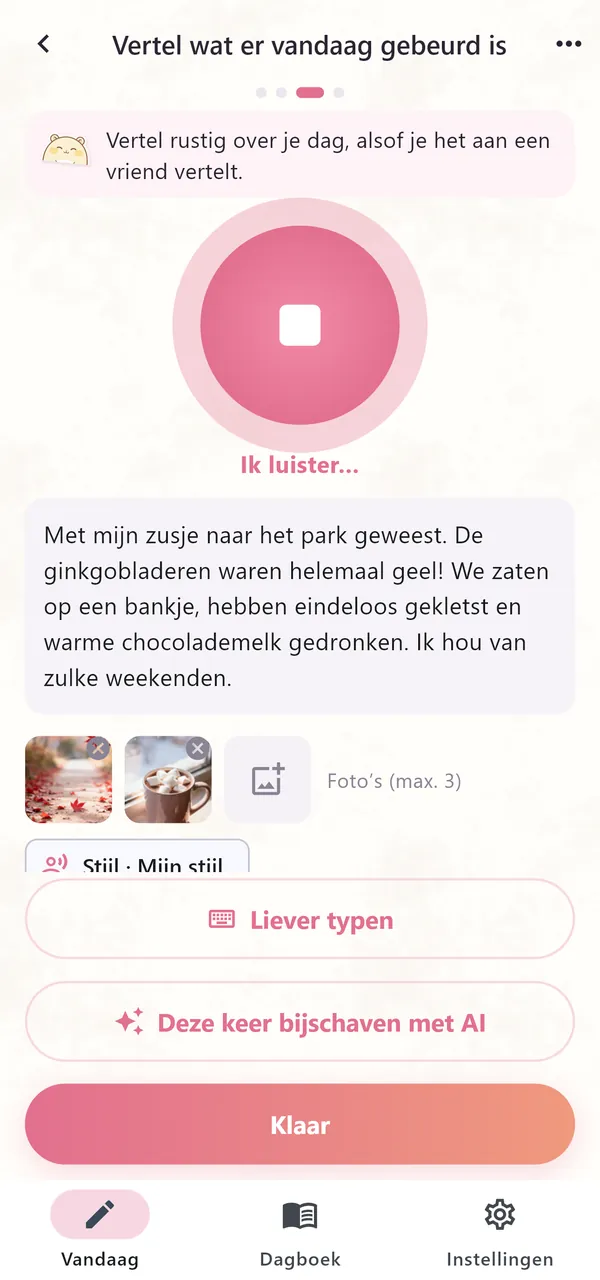 Vertel wat er vandaag gebeurd is
Vertel rustig over je dag, alsof je het aan een
vriend vertelt.
Ik luister...
Met mijn zusje naar het park geweest. De
ginkgobladeren waren helemaal geel! We zaten
op een bankje, hebben eindeloos gekletst en
warme chocolademelk gedronken. Ik hou van
zulke weekenden.
Foto's (max. 3)
Stijl · Mijn stijl
Liever typen
Deze keer bijschaven met AI
Klaar
Vandaag
Dagboek
Instellingen